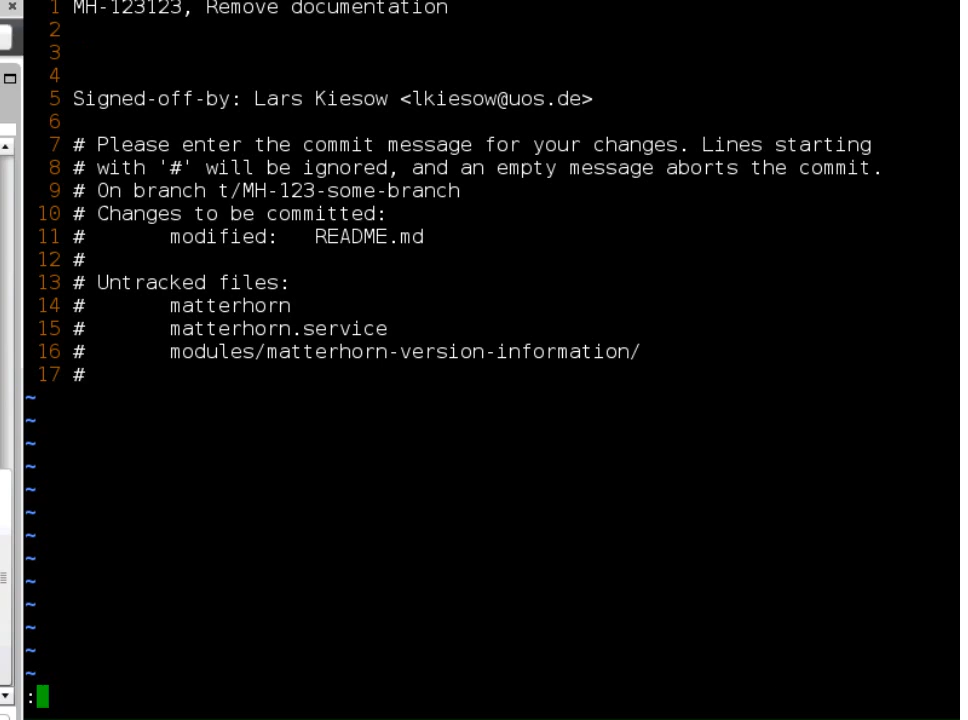 1 MH-123123, Remove documentation
2
3
4
5 Signed-off-by: Lars Kiesow <lkiesow@uos.de>
6
7 # Please enter the commit message for your changes. Lines starting
8 # with '#' will be ignored, and an empty message aborts the commit.
9 # On branch t/MH-123-some-branch
10 # Changes to be committed:
11 #       modified:   README.md
12 #
13 # Untracked files:
14 #       matterhorn
15 #       matterhorn.service
16 #       modules/matterhorn-version-information/
17 #
~
~
~
~
~
~
~
~
~
~
~
~
~
: